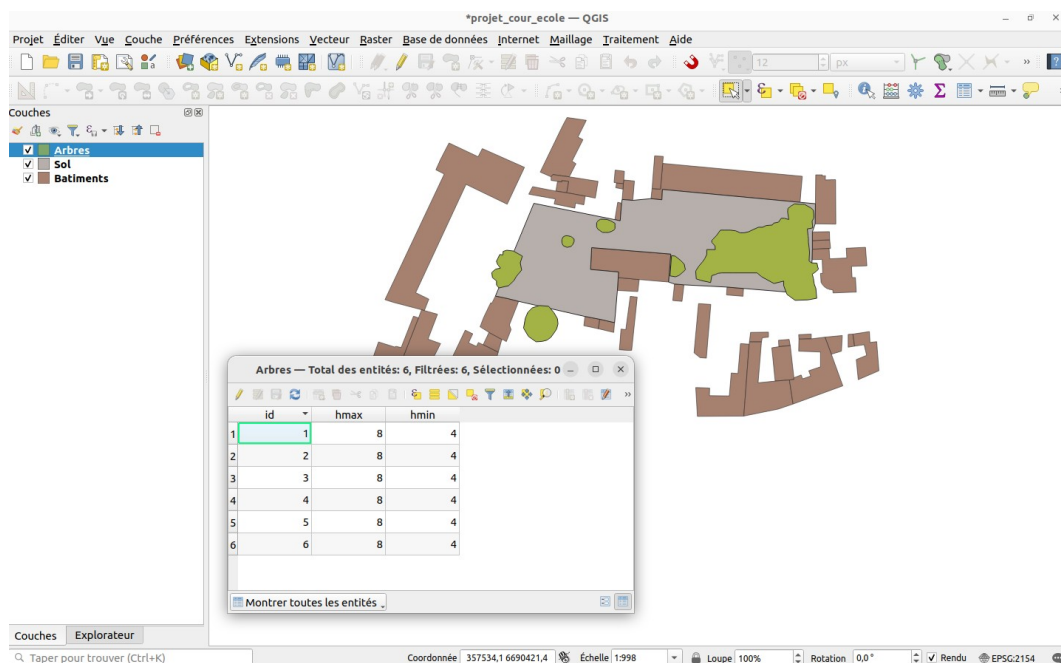 *projet_cour_ecole — QGIS
Projet Éditer Vue Couche Préférences Extensions Vecteur Raster Base de données Internet Maillage Traitement Aide
12 px
Couches
Arbres
Sol
Batiments
Arbres — Total des entités: 6, Filtrées: 6, Sélectionnées: 0
id hmax hmin
1 1 8 4
2 2 8 4
3 3 8 4
4 4 8 4
5 5 8 4
6 6 8 4
Montrer toutes les entités
Couches Explorateur
Taper pour trouver (Ctrl+K) Coordonnée 357534,1 6690421,4 Échelle 1:998 Loupe 100% Rotation 0,0 ° Rendu EPSG:2154